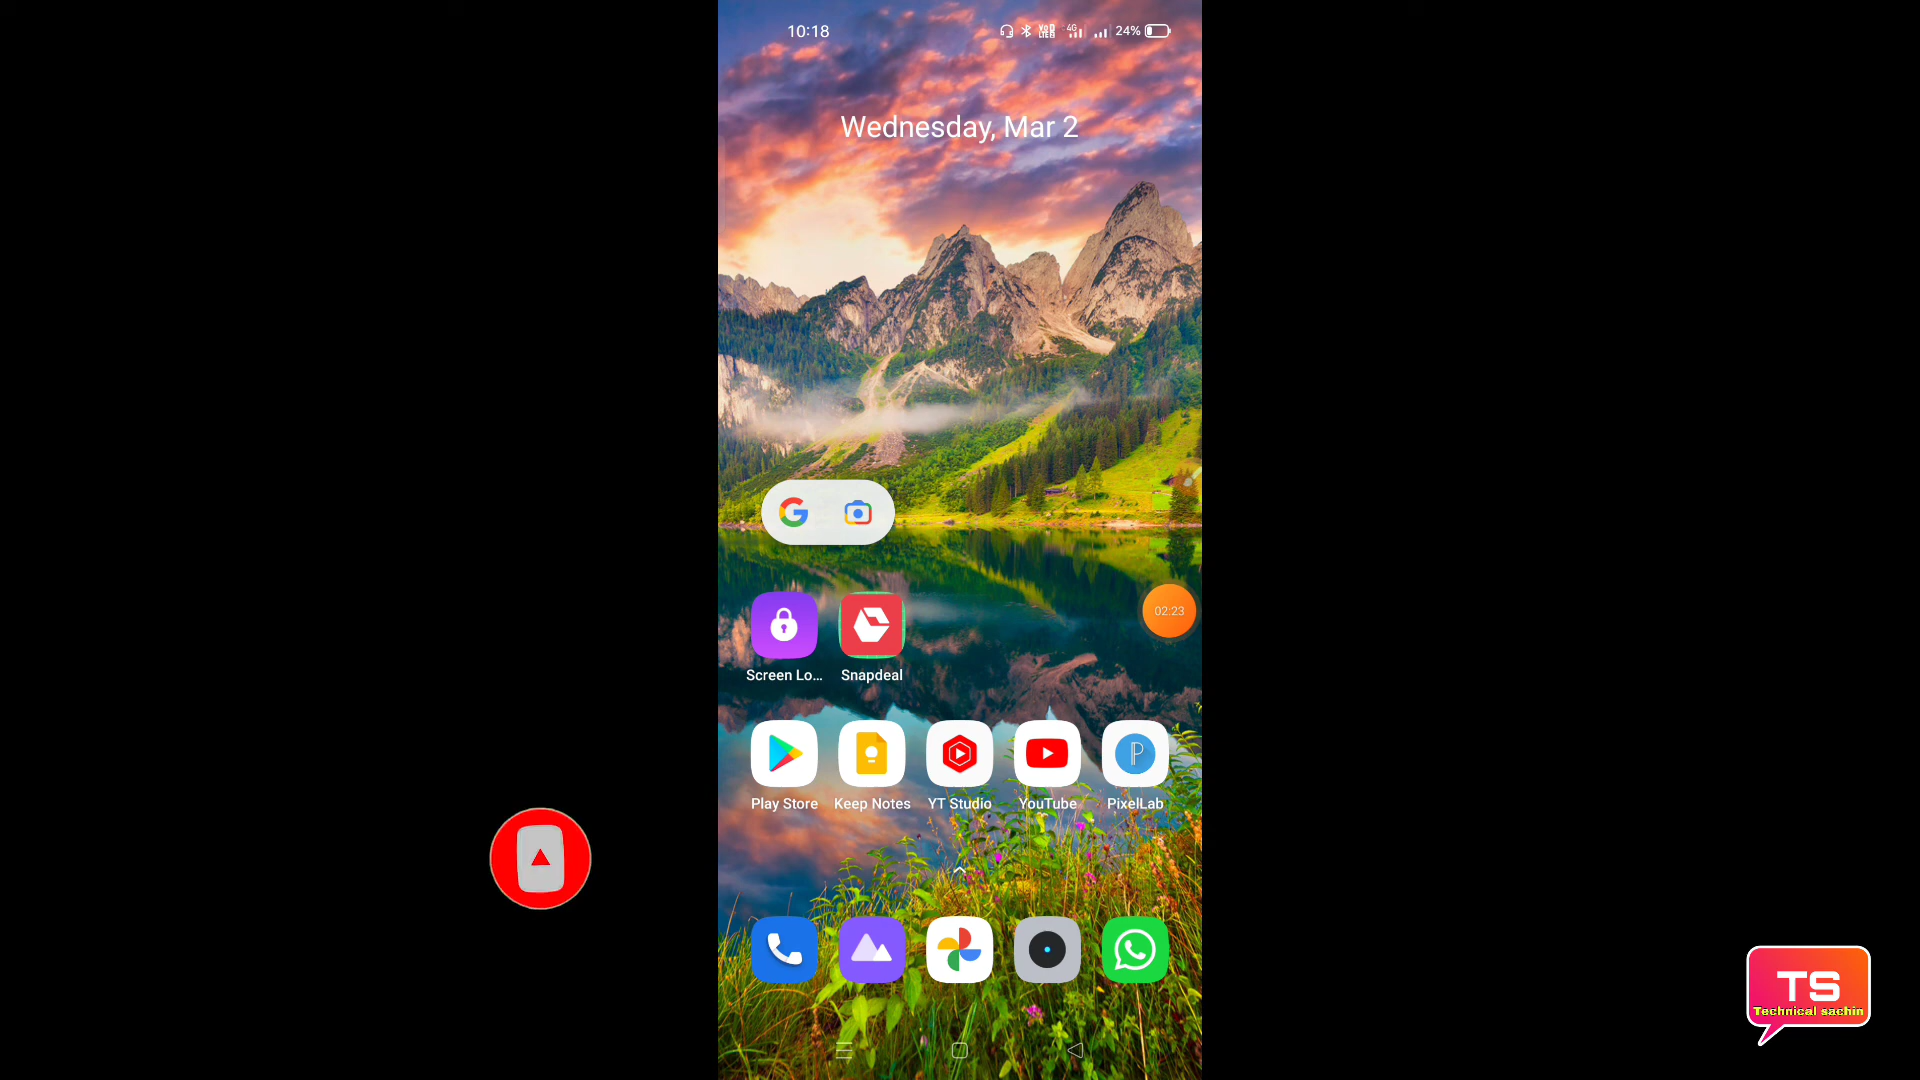 10:18
4G 24%
Wednesday, Mar 2
02:23
Screen Lo... Snapdeal
Play Store Keep Notes YT Studio YouTube PixelLab
TS
Technical sachin